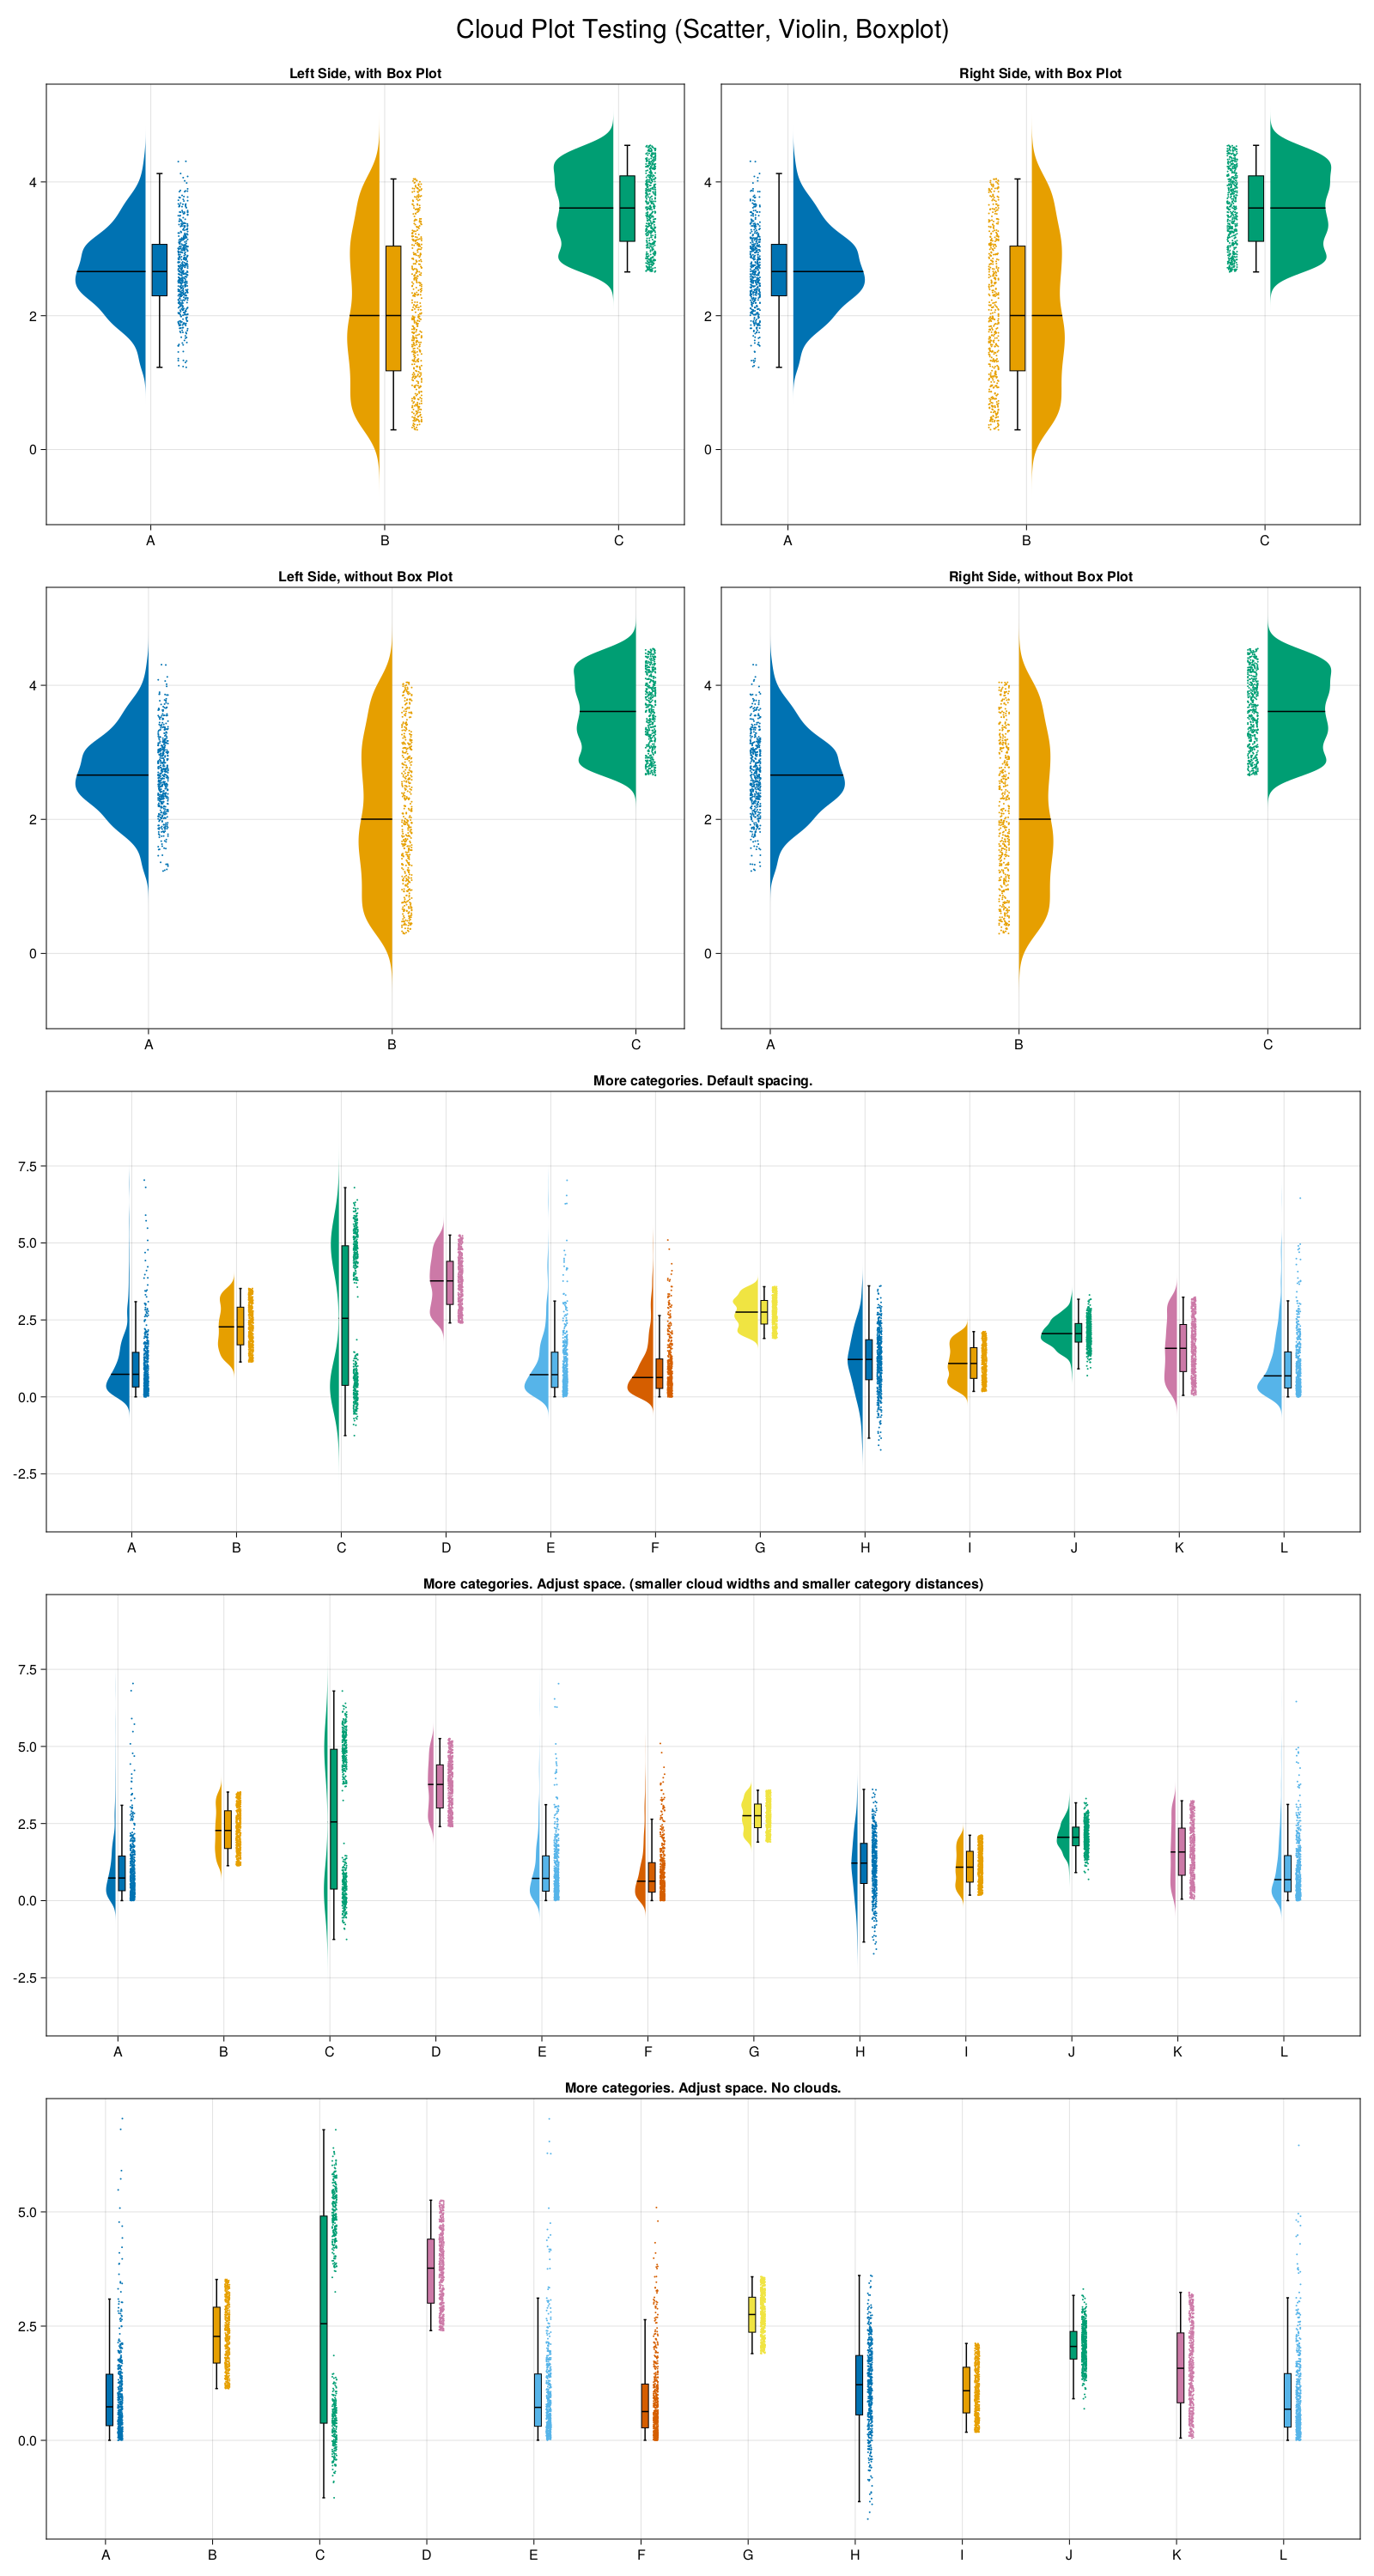 Cloud Plot Testing (Scatter, Violin, Boxplot)
Left Side, with Box Plot
4
2
0
A B C
Right Side, with Box Plot
4
2
0
A B C
Left Side, without Box Plot
4
2
0
A B C
Right Side, without Box Plot
4
2
0
A B C
More categories. Default spacing.
7.5
5.0
2.5
0.0
-2.5
A B C D E F G H I J K L
More categories. Adjust space. (smaller cloud widths and smaller category distances)
7.5
5.0
2.5
0.0
-2.5
A B C D E F G H I J K L
More categories. Adjust space. No clouds.
5.0
2.5
0.0
A B C D E F G H I J K L